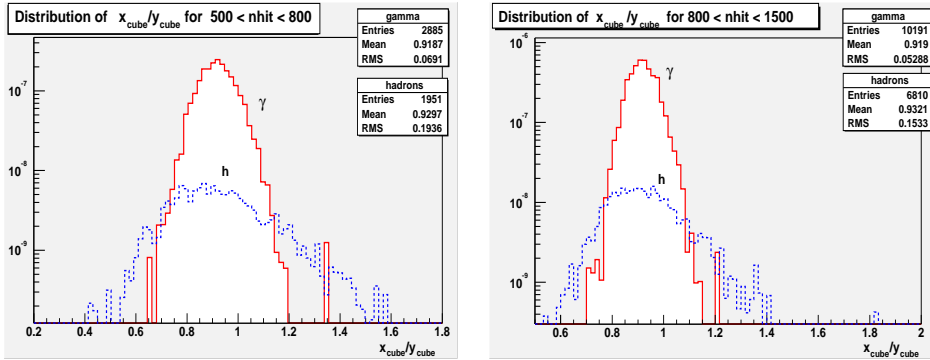 Distribution of x_cube/y_cube for 500 < nhit < 800
gamma
Entries 2885
Mean 0.9187
RMS 0.0691
hadrons
Entries 1951
Mean 0.9297
RMS 0.1936
γ
h
10^-7
10^-8
10^-9
0.2 0.4 0.6 0.8 1 1.2 1.4 1.6 1.8
x_cube/y_cube
Distribution of x_cube/y_cube for 800 < nhit < 1500
gamma
Entries 10191
Mean 0.919
RMS 0.05288
hadrons
Entries 6810
Mean 0.9321
RMS 0.1533
γ
h
10^-6
10^-7
10^-8
10^-9
0.6 0.8 1 1.2 1.4 1.6 1.8 2
x_cube/y_cube